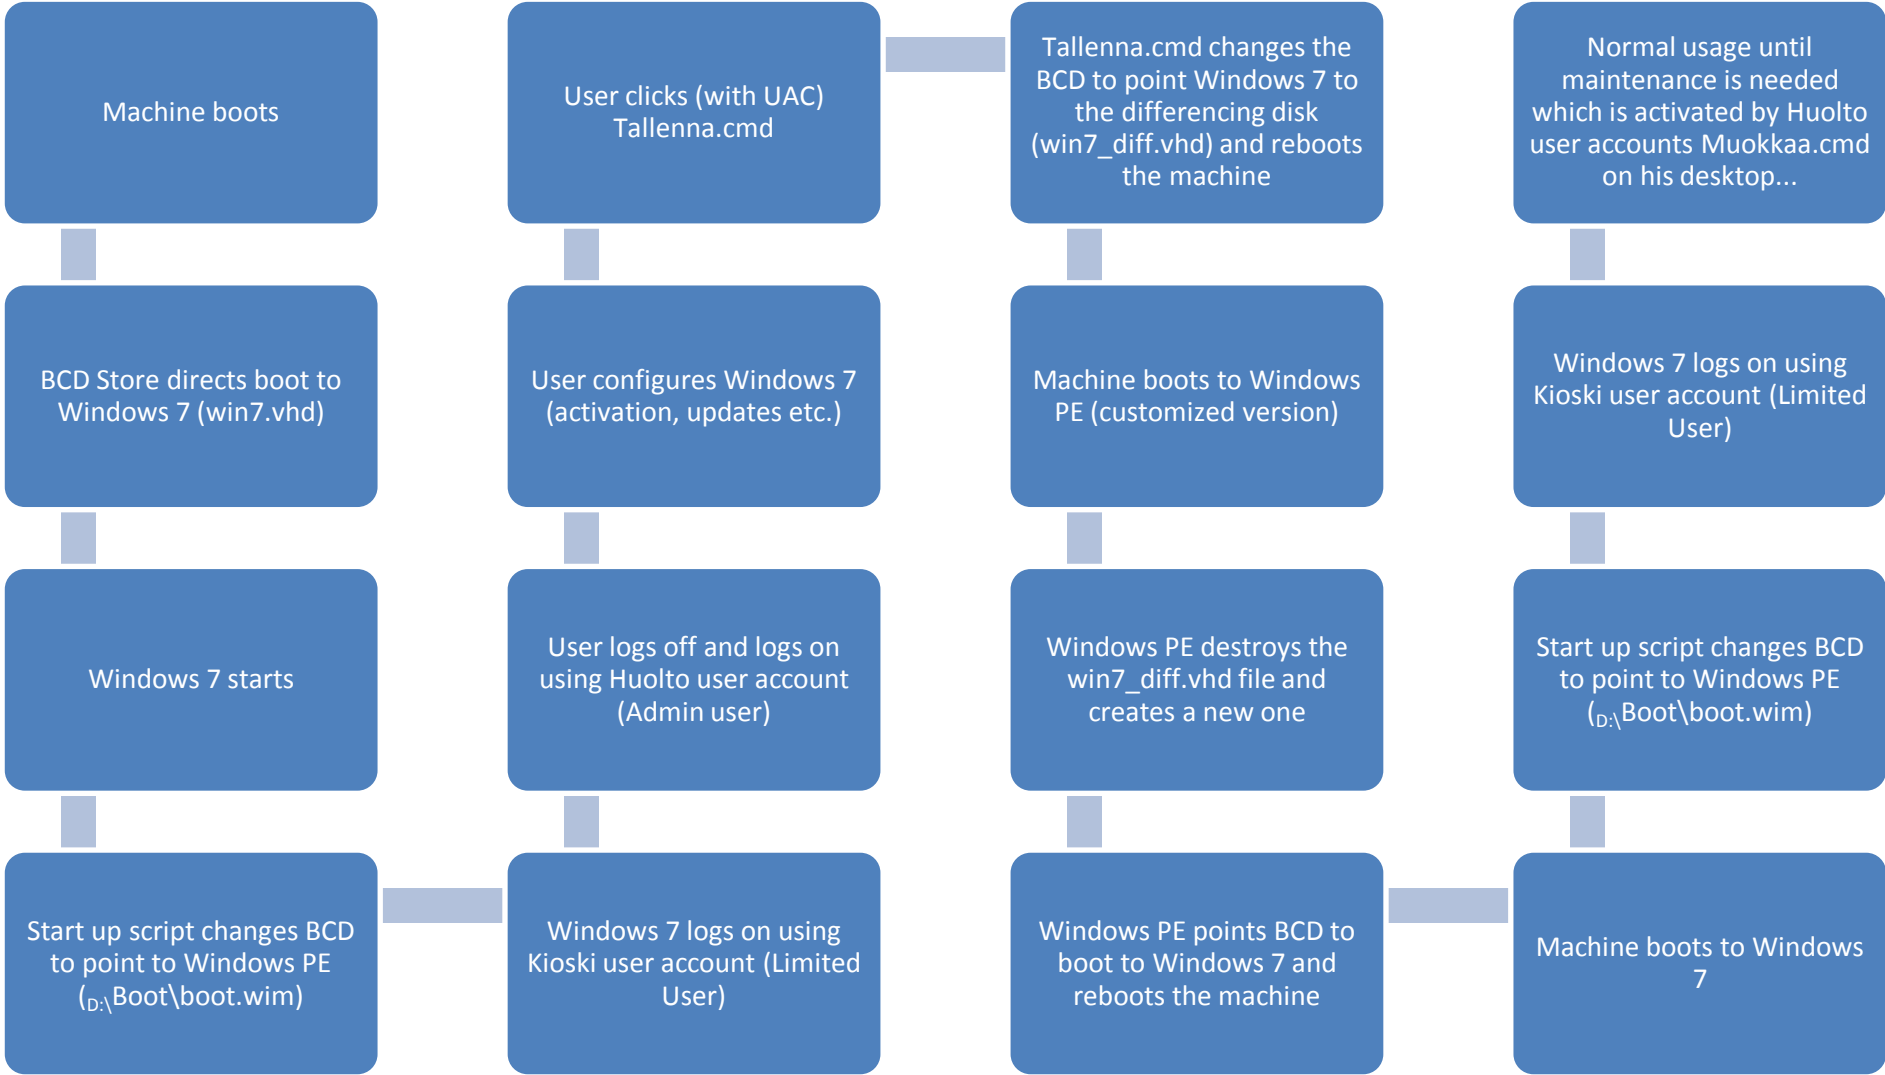 Machine boots
BCD Store directs boot to
Windows 7 (win7.vhd)
Windows 7 starts
Start up script changes BCD
to point to Windows PE
(D:\Boot\boot.wim)
Windows 7 logs on using
Kioski user account (Limited
User)
User logs off and logs on
using Huolto user account
(Admin user)
User configures Windows 7
(activation, updates etc.)
User clicks (with UAC)
Tallenna.cmd
Tallenna.cmd changes the
BCD to point Windows 7 to
the differencing disk
(win7_diff.vhd) and reboots
the machine
Machine boots to Windows
PE (customized version)
Windows PE destroys the
win7_diff.vhd file and
creates a new one
Windows PE points BCD to
boot to Windows 7 and
reboots the machine
Machine boots to Windows
7
Start up script changes BCD
to point to Windows PE
(D:\Boot\boot.wim)
Windows 7 logs on using
Kioski user account (Limited
User)
Normal usage until
maintenance is needed
which is activated by Huolto
user accounts Muokkaa.cmd
on his desktop...